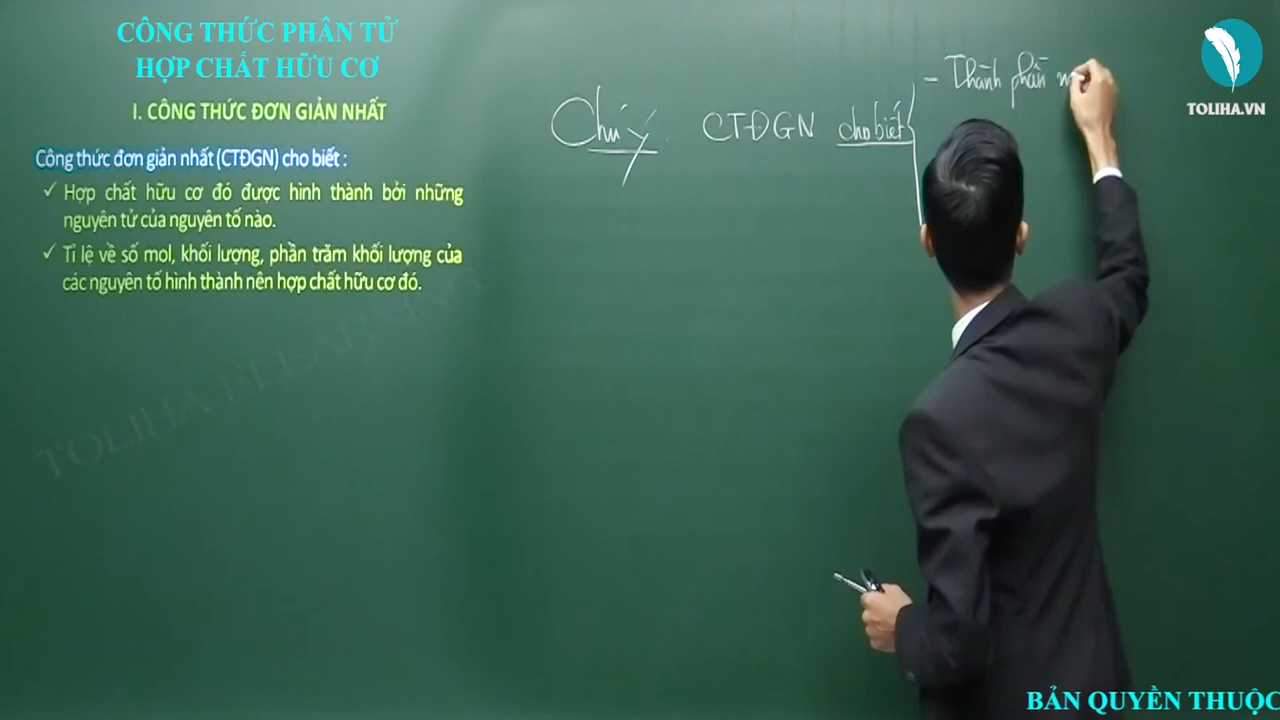 CÔNG THỨC PHÂN TỬ
HỢP CHẤT HỮU CƠ
I. CÔNG THỨC ĐƠN GIẢN NHẤT
Công thức đơn giản nhất (CTĐGN) cho biết :
✓ Hợp chất hữu cơ đó được hình thành bởi những
nguyên tử của nguyên tố nào.
✓ Tỉ lệ về số mol, khối lượng, phần trăm khối lượng của
các nguyên tố hình thành nên hợp chất hữu cơ đó.
TOLIHA ELEARNING
Chú ý. CTĐGN cho biết
- Thành phần
TOLIHA.VN
BẢN QUYỀN THUỘC